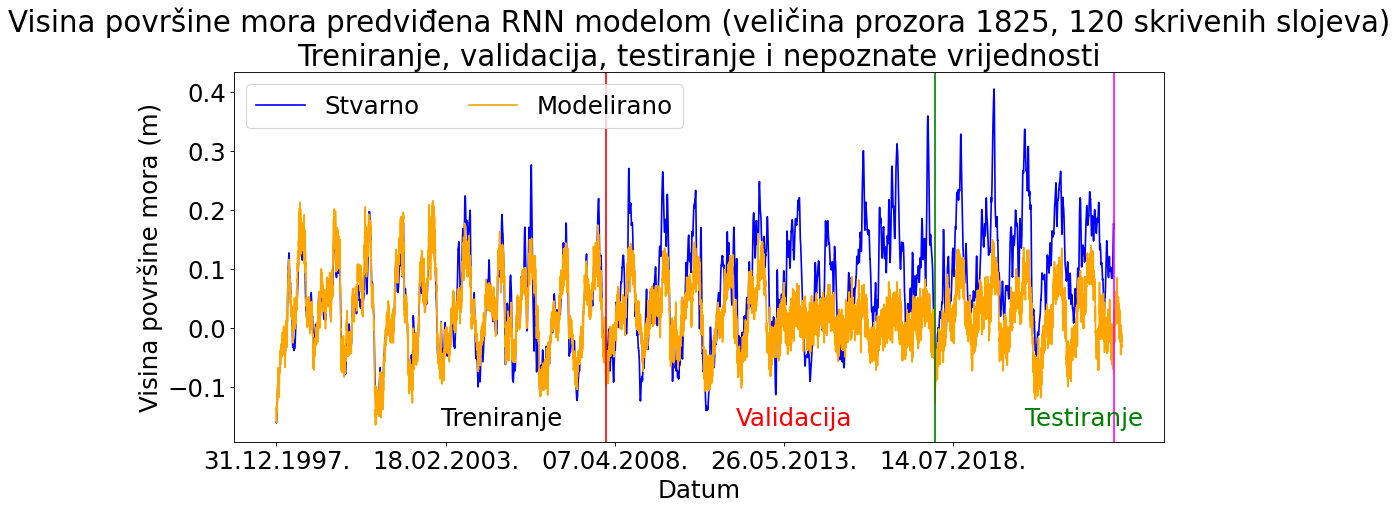 Visina površine mora predviđena RNN modelom (veličina prozora 1825, 120 skrivenih slojeva)
Treniranje, validacija, testiranje i nepoznate vrijednosti
Stvarno Modelirano
Visina površine mora (m)
0.4
0.3
0.2
0.1
0.0
−0.1
Treniranje Validacija Testiranje
31.12.1997. 18.02.2003. 07.04.2008. 26.05.2013. 14.07.2018.
Datum